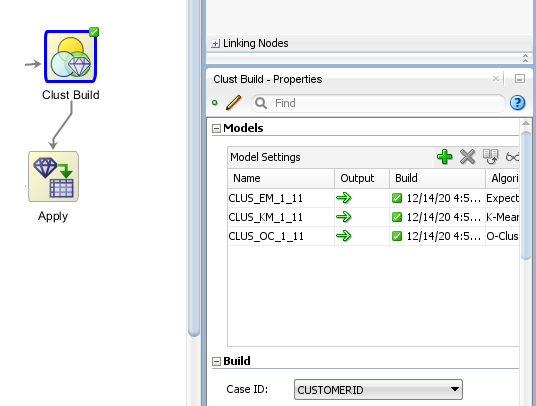 Linking Nodes
Clust Build - Properties
Find
Models
Model Settings
Name Output Build Algori
CLUS_EM_1_11 12/14/20 4:5... Expect
CLUS_KM_1_11 12/14/20 4:5... K-Mear
CLUS_OC_1_11 12/14/20 4:5... O-Clus
Build
Case ID: CUSTOMERID
Clust Build
Apply